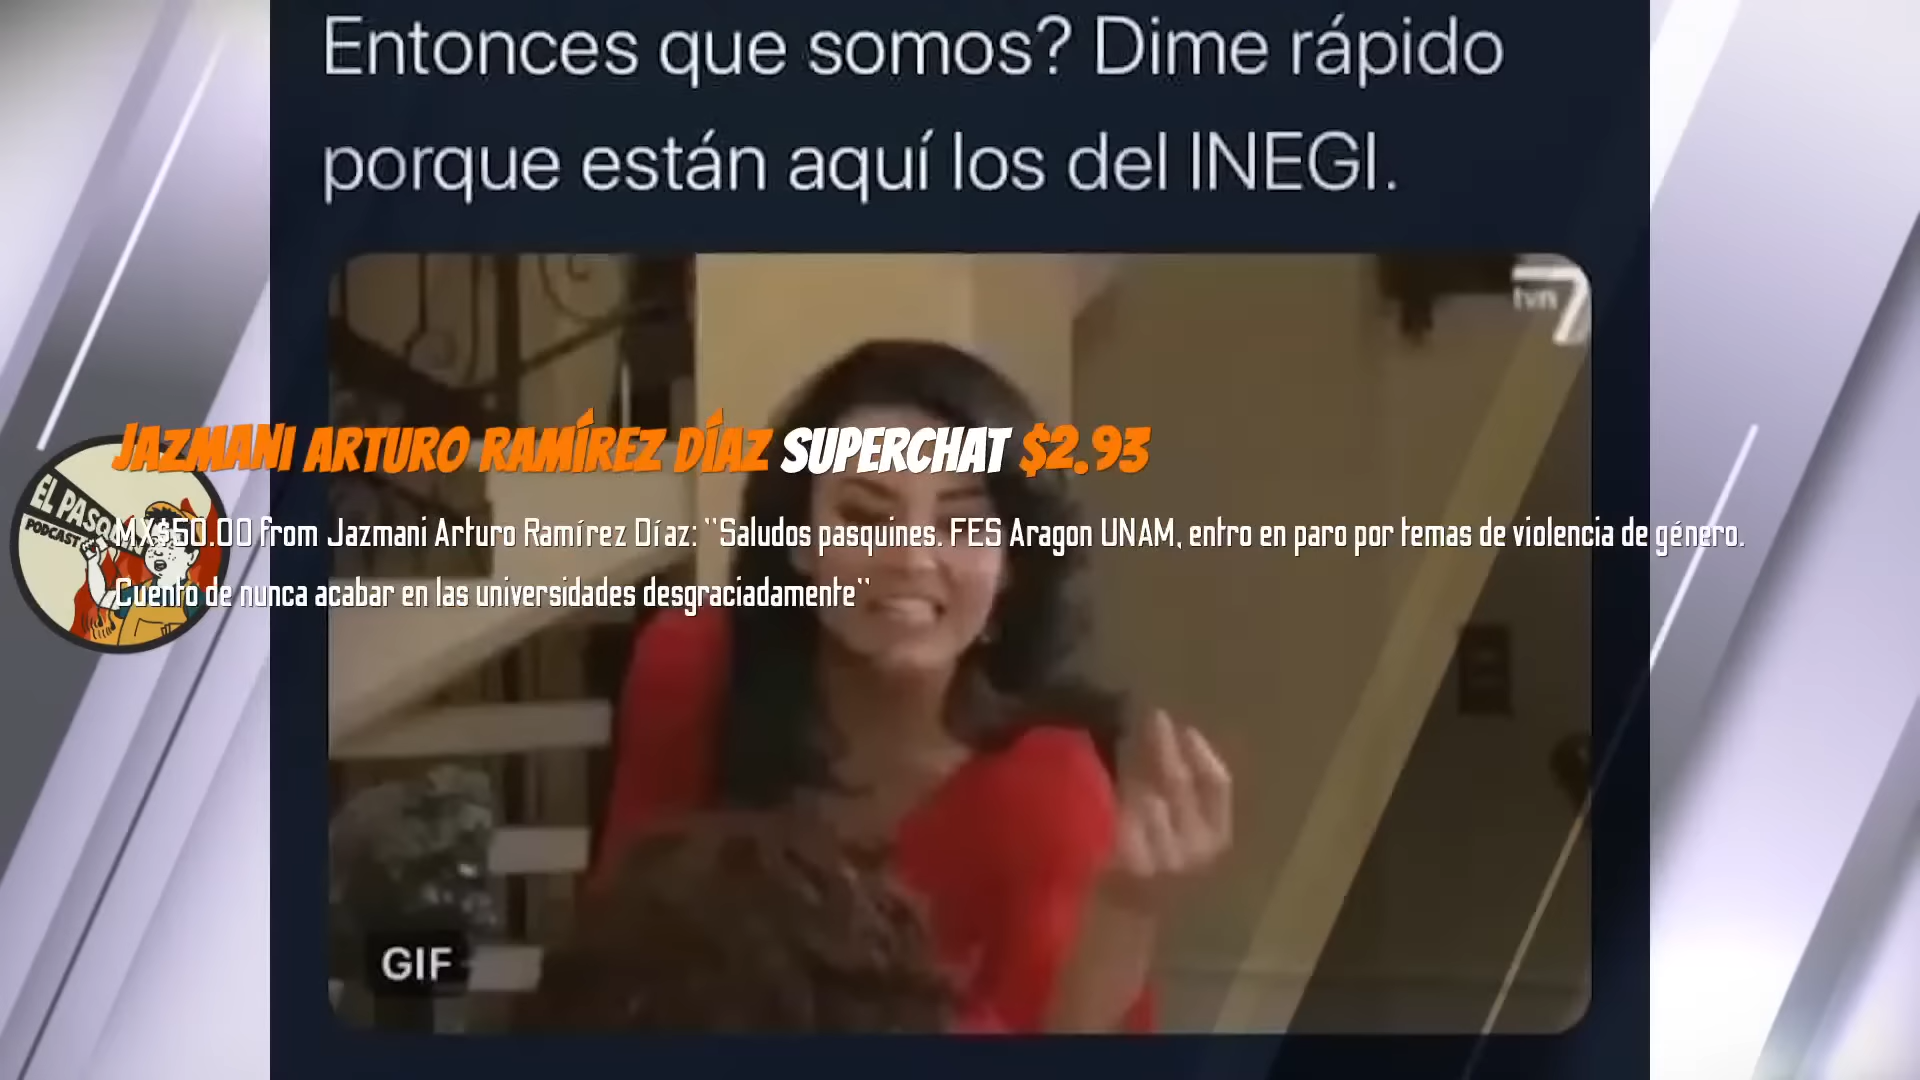 Entonces que somos? Dime rápido
porque están aquí los del INEGI.
tvn7
JAZMANI ARTURO RAMÍREZ DÍAZ SUPERCHAT $2.93
EL PASQ
PODCAST
MX$50.00 from Jazmani Arturo Ramírez Díaz: "Saludos pasquines. FES Aragon UNAM, entro en paro por temas de violencia de género.
Cuento de nunca acabar en las universidades desgraciadamente"
GIF